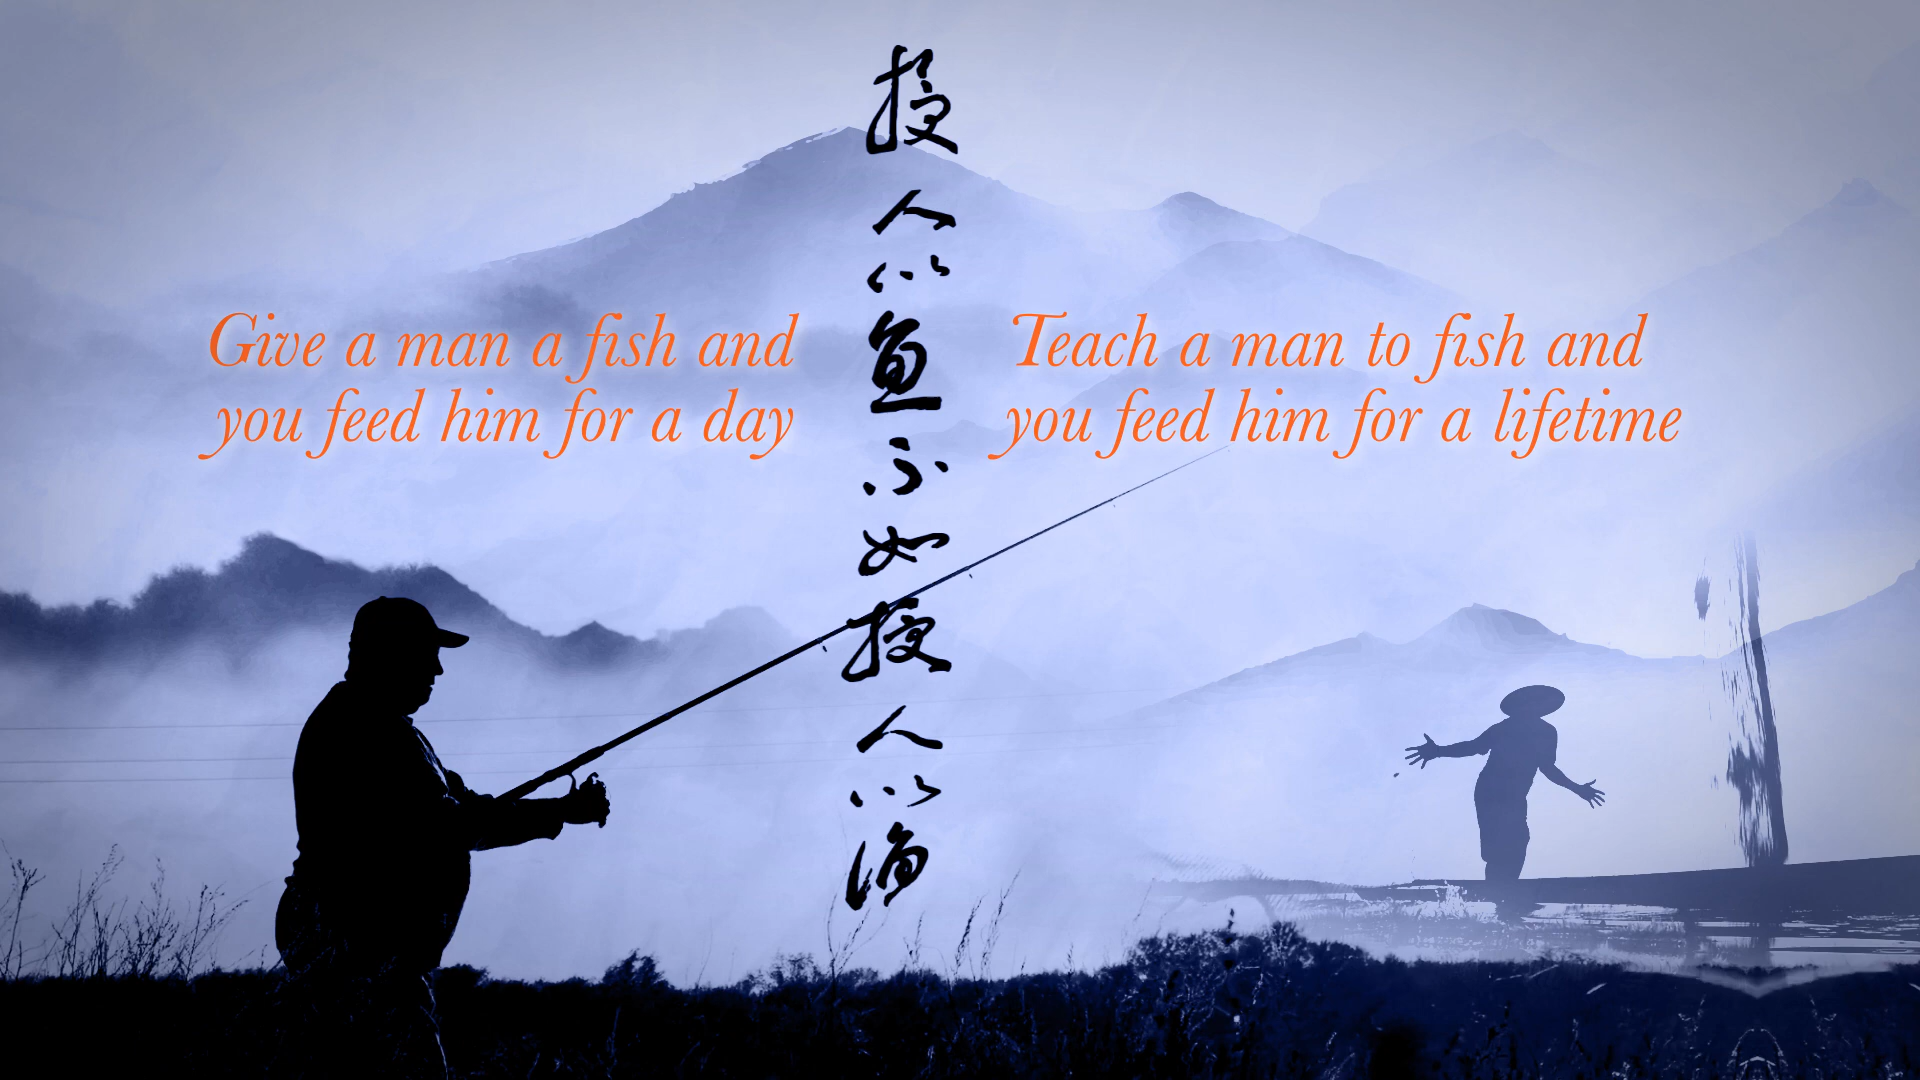 授人以鱼不如授人以渔
Give a man a fish and
you feed him for a day
Teach a man to fish and
you feed him for a lifetime